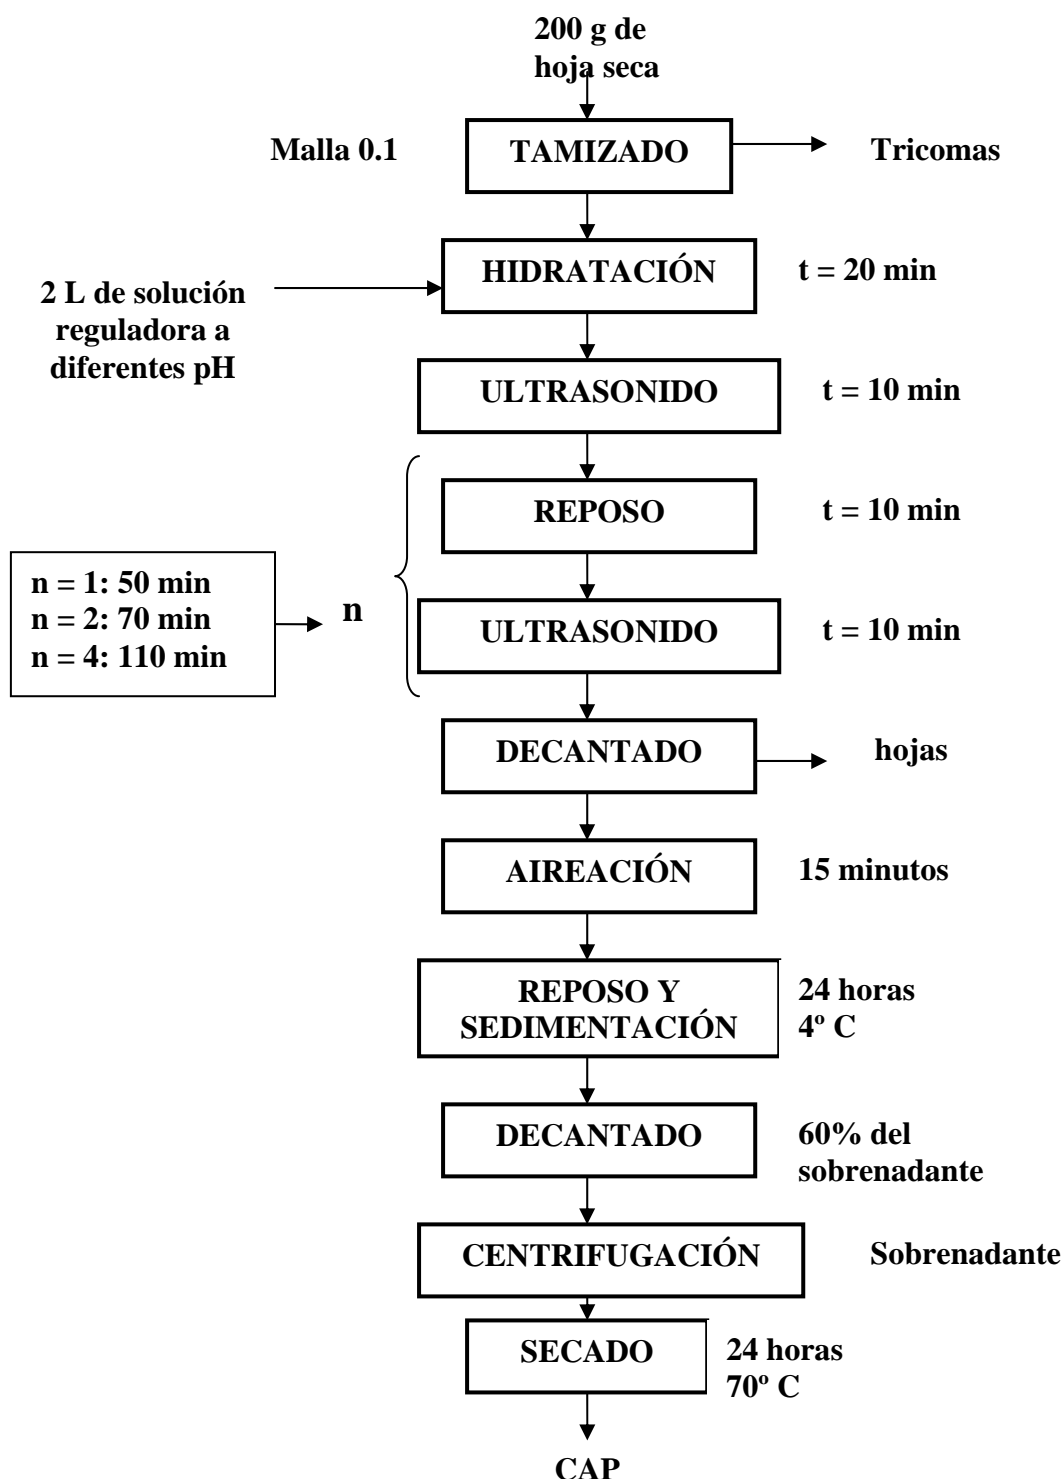 200 g de
hoja seca
Malla 0.1
TAMIZADO
Tricomas
HIDRATACIÓN
t = 20 min
2 L de solución
reguladora a
diferentes pH
ULTRASONIDO
t = 10 min
REPOSO
t = 10 min
n = 1: 50 min
n = 2: 70 min
n = 4: 110 min
n
ULTRASONIDO
t = 10 min
DECANTADO
hojas
AIREACIÓN
15 minutos
REPOSO Y
SEDIMENTACIÓN
24 horas
4º C
DECANTADO
60% del
sobrenadante
CENTRIFUGACIÓN
Sobrenadante
SECADO
24 horas
70º C
CAP